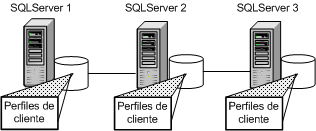 SQLServer 1
SQLServer 2
SQLServer 3
Perfiles de
cliente
Perfiles de
cliente
Perfiles de
cliente